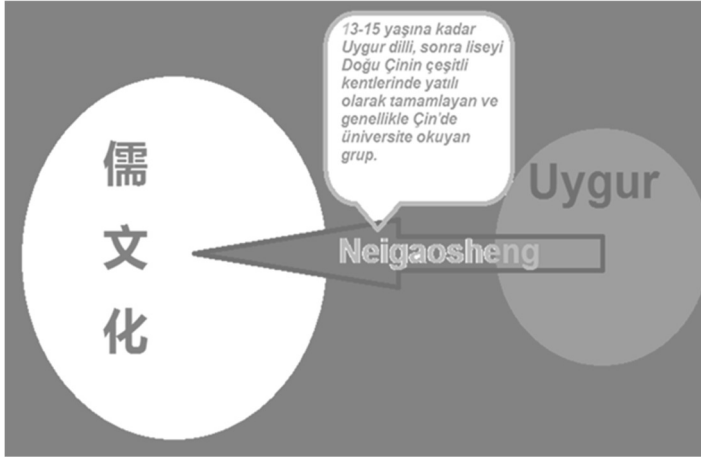 13-15 yaşına kadar
Uygur dilli, sonra liseyi
Doğu Çinin çeşitli
kentlerinde yatılı
olarak tamamlayan ve
genellikle Çin'de
üniversite okuyan
grup.
儒
文
化
Uygur
Neigaosheng